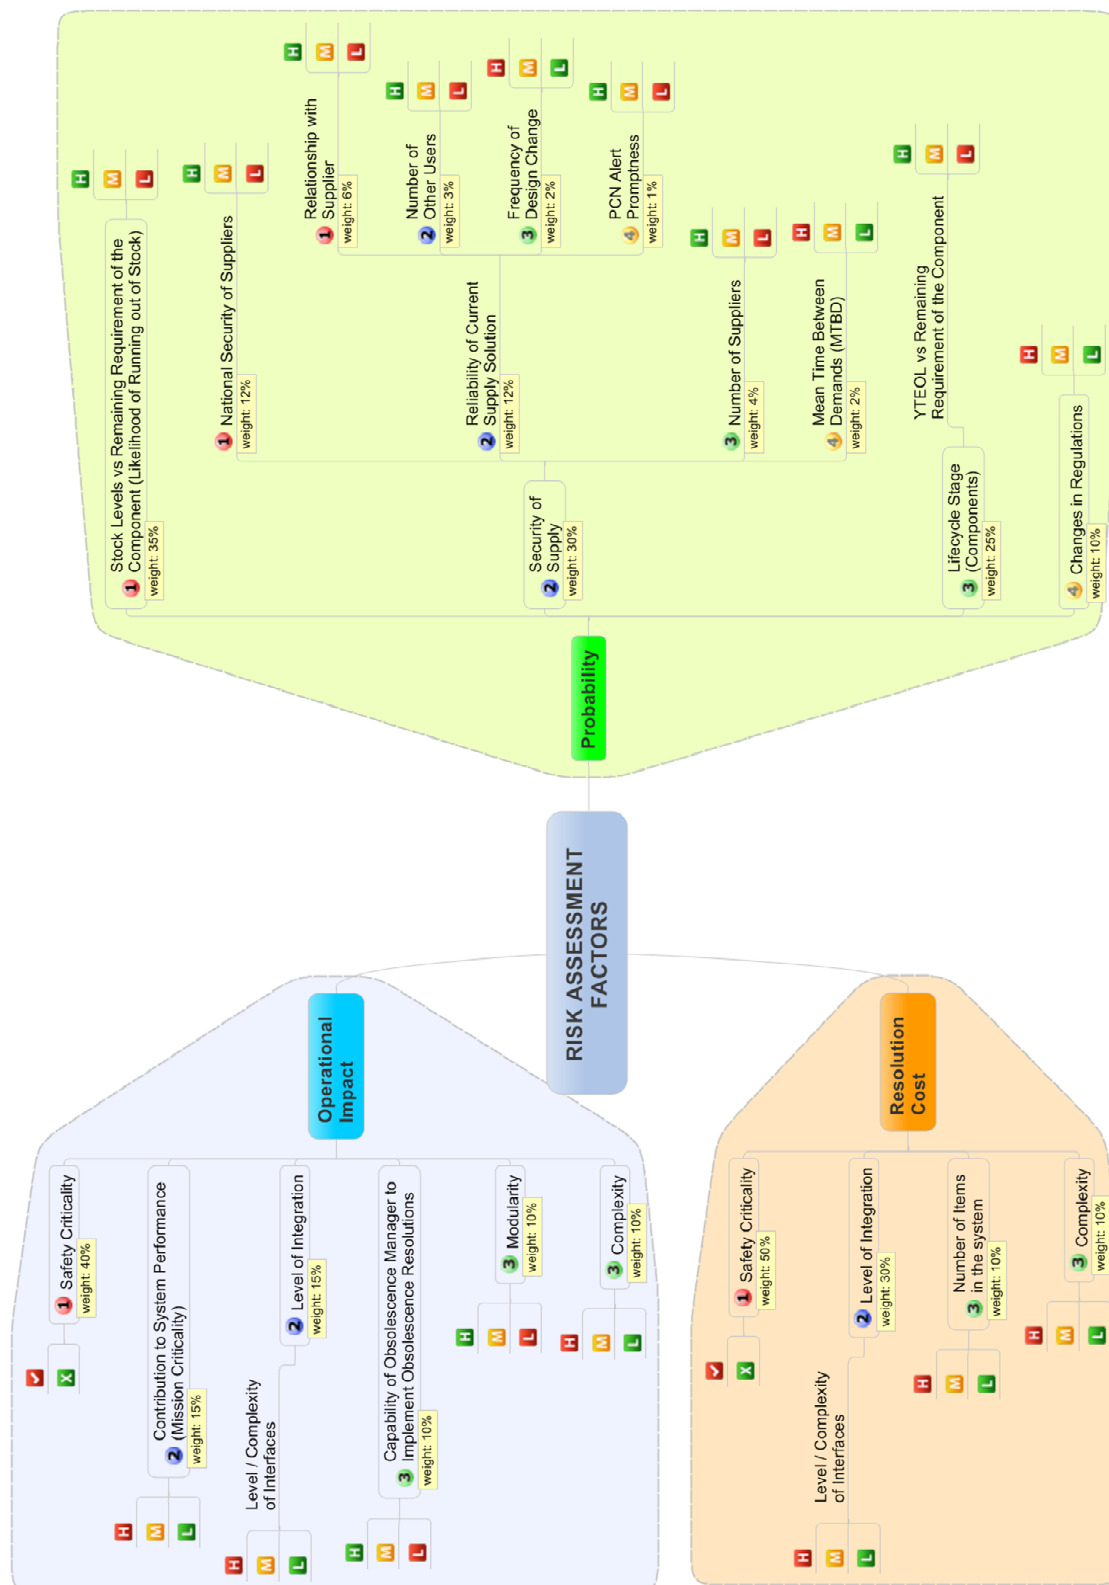 RISK ASSESSMENT
FACTORS
Operational
Impact
1 Safety Criticality
weight: 40%
✓
X
Contribution to System Performance
2 (Mission Criticality)
weight: 15%
H
M
L
2 Level of Integration
weight: 15%
Level / Complexity
of Interfaces
H
M
L
Capability of Obsolescence Manager to
3 Implement Obsolescence Resolutions
weight: 10%
H
M
L
3 Modularity
weight: 10%
H
M
L
3 Complexity
weight: 10%
H
M
L
Resolution
Cost
1 Safety Criticality
weight: 50%
✓
X
2 Level of Integration
weight: 30%
Level / Complexity
of Interfaces
H
M
L
Number of Items
3 in the system
weight: 10%
H
M
L
3 Complexity
weight: 10%
H
M
L
Probability
Stock Levels vs Remaining Requirement of the
1 Component (Likelihood of Running out of Stock)
weight: 35%
H
M
L
Security of
2 Supply
weight: 30%
1 National Security of Suppliers
weight: 12%
H
M
L
Reliability of Current
2 Supply Solution
weight: 12%
Relationship with
1 Supplier
weight: 6%
H
M
L
Number of
2 Other Users
weight: 3%
H
M
L
Frequency of
3 Design Change
weight: 2%
H
M
L
PCN Alert
4 Promptness
weight: 1%
H
M
L
3 Number of Suppliers
weight: 4%
H
M
L
Mean Time Between
4 Demands (MTBD)
weight: 2%
H
M
L
Lifecycle Stage
3 (Components)
weight: 25%
YTEOL vs Remaining
Requirement of the Component
H
M
L
4 Changes in Regulations
weight: 10%
H
M
L